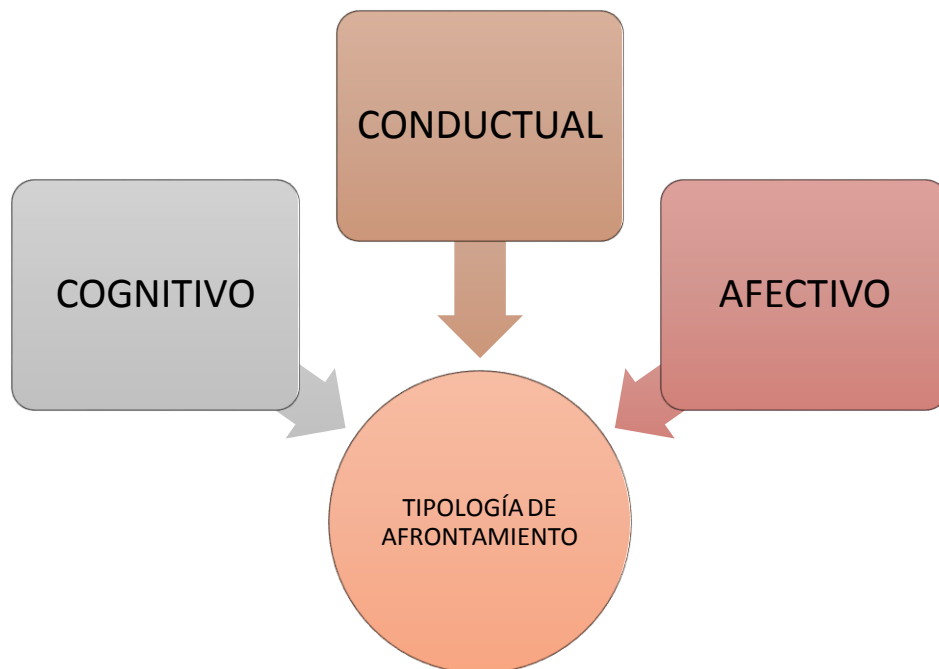 CONDUCTUAL
COGNITIVO
AFECTIVO
TIPOLOGÍA DE
AFRONTAMIENTO